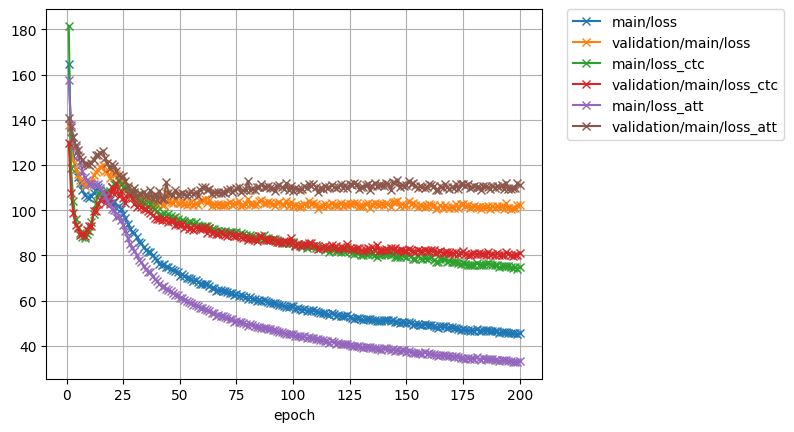 180
160
140
120
100
80
60
40
0 25 50 75 100 125 150 175 200
epoch
main/loss
validation/main/loss
main/loss_ctc
validation/main/loss_ctc
main/loss_att
validation/main/loss_att